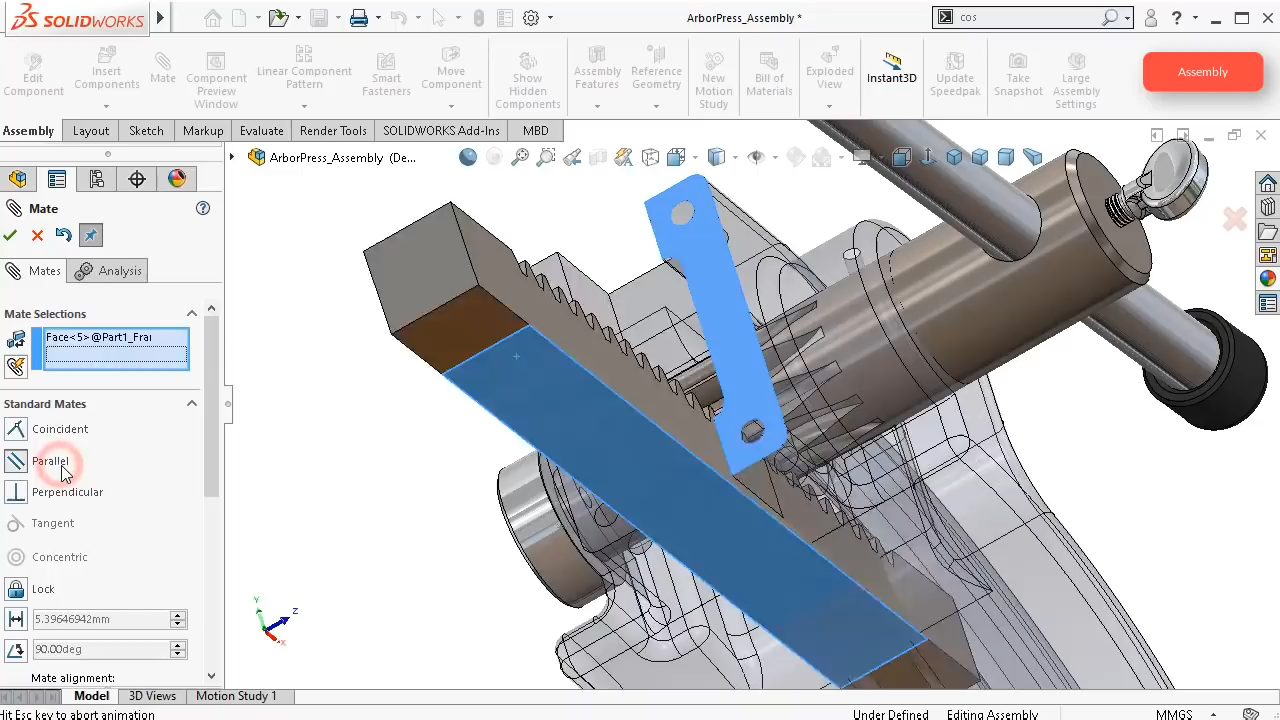 SOLIDWORKS
ArborPress_Assembly *
cos
Edit Component
Insert Components
Mate
Component Preview Window
Linear Component Pattern
Smart Fasteners
Move Component
Show Hidden Components
Assembly Features
Reference Geometry
New Motion Study
Bill of Materials
Exploded View
Instant3D
Update Speedpak
Take Snapshot
Large Assembly Settings
Assembly
Assembly
Layout
Sketch
Markup
Evaluate
Render Tools
SOLIDWORKS Add-Ins
MBD
ArborPress_Assembly (De...
Mate
Mates
Analysis
Mate Selections
Face<5>@Part1_Frar
Standard Mates
Coincident
Parallel
Perpendicular
Tangent
Concentric
Lock
5.39646942mm
90.00deg
Mate alignment:
Y
Z
X
Model
3D Views
Motion Study 1
Hit Esc key to abort animation
Under Defined
Editing Assembly
MMGS